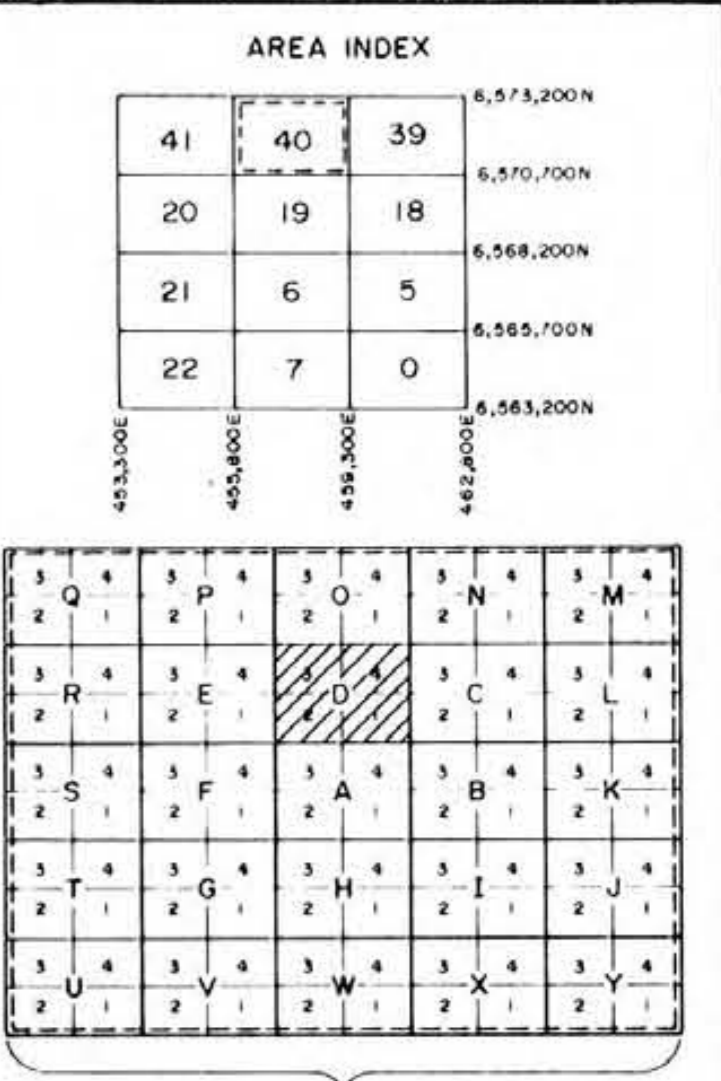 AREA INDEX
41 40 39 6,573,200N
6,570,700N
20 19 18
6,568,200N
21 6 5
6,565,700N
22 7 0
6,563,200N
453,300E 455,800E 459,300E 462,800E
3 4 3 4 3 4 3 4 3 4
Q P O N M
2 1 2 1 2 1 2 1 2 1
3 4 3 4 3 4 3 4 3 4
R E D C L
2 1 2 1 2 1 2 1 2 1
3 4 3 4 3 4 3 4 3 4
S F A B K
2 1 2 1 2 1 2 1 2 1
3 4 3 4 3 4 3 4 3 4
T G H I J
2 1 2 1 2 1 2 1 2 1
3 4 3 4 3 4 3 4 3 4
U V W X Y
2 1 2 1 2 1 2 1 2 1